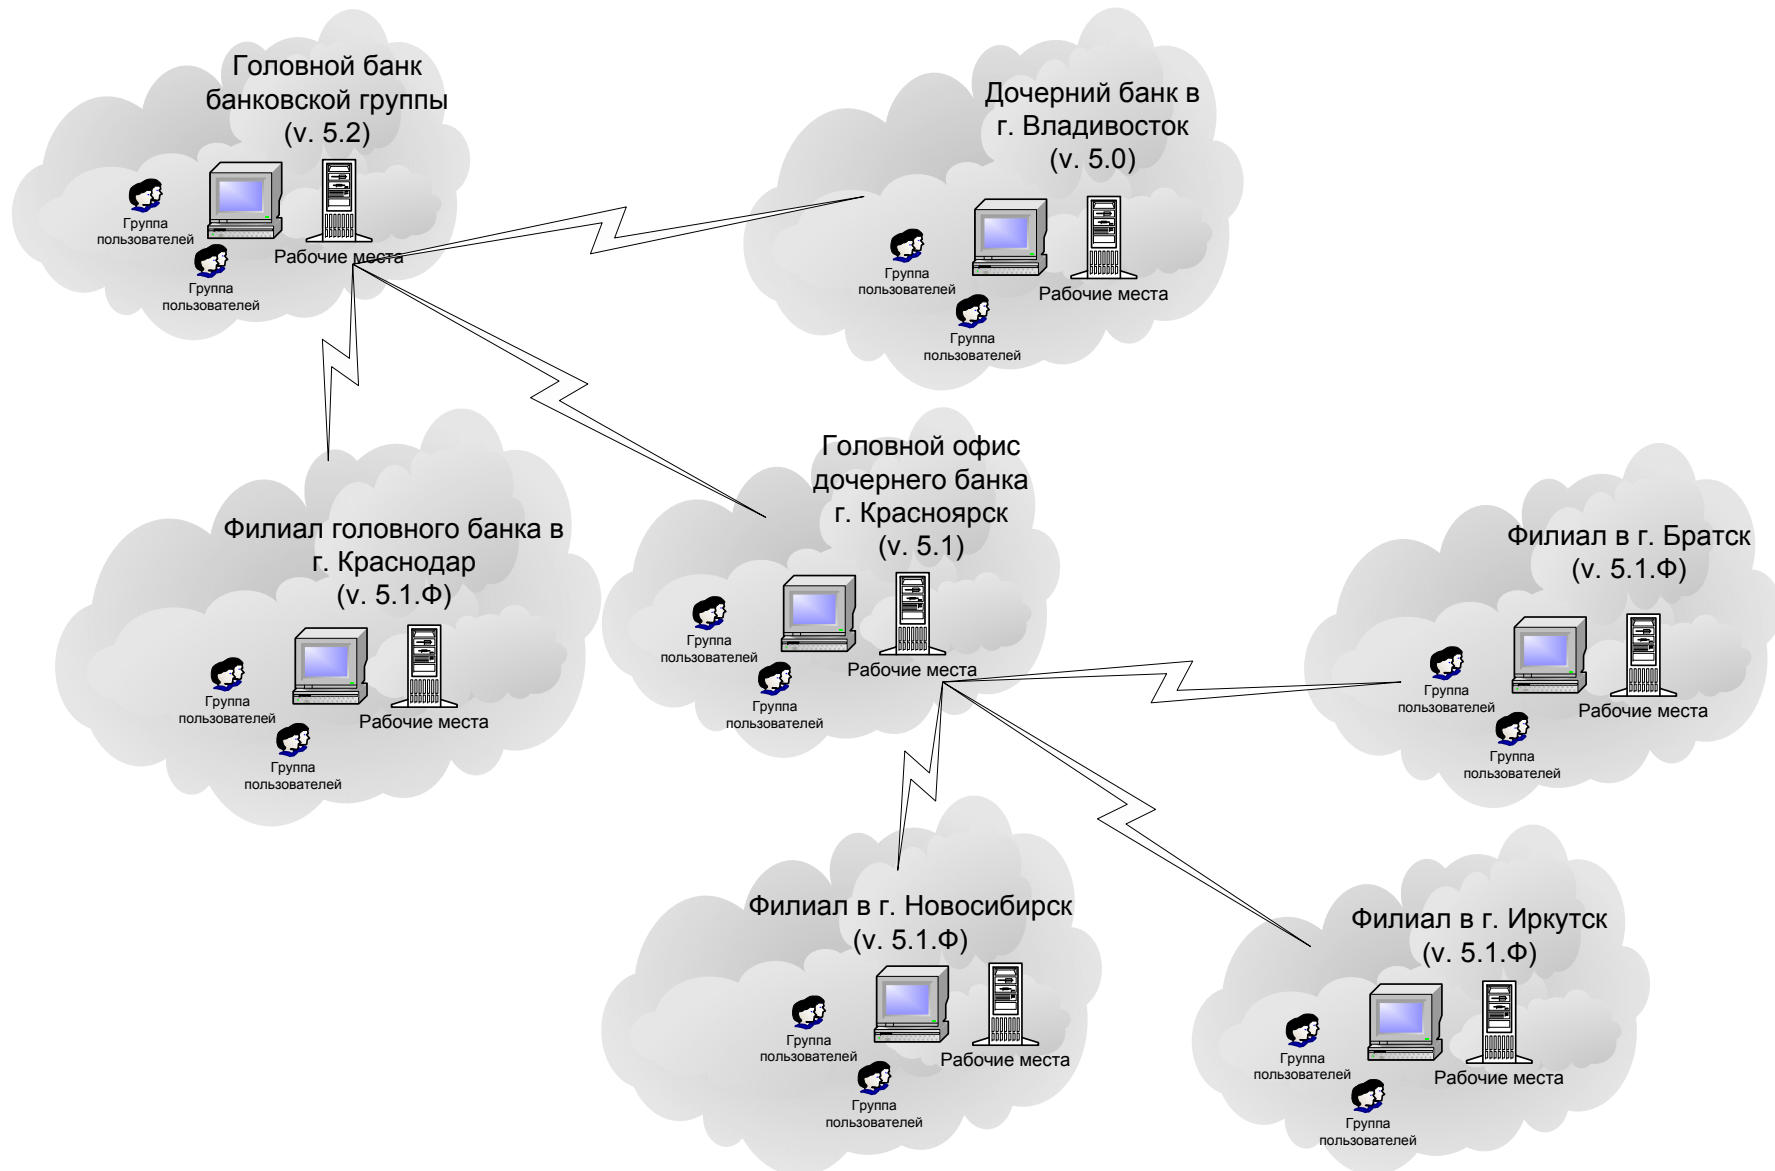 Головной банк
банковской группы
(v. 5.2)
Группа
пользователей
Группа
пользователей
Рабочие места
Дочерний банк в
г. Владивосток
(v. 5.0)
Группа
пользователей
Группа
пользователей
Рабочие места
Филиал головного банка в
г. Краснодар
(v. 5.1.Ф)
Группа
пользователей
Группа
пользователей
Рабочие места
Головной офис
дочернего банка
г. Красноярск
(v. 5.1)
Группа
пользователей
Группа
пользователей
Рабочие места
Филиал в г. Братск
(v. 5.1.Ф)
Группа
пользователей
Группа
пользователей
Рабочие места
Филиал в г. Новосибирск
(v. 5.1.Ф)
Группа
пользователей
Группа
пользователей
Рабочие места
Филиал в г. Иркутск
(v. 5.1.Ф)
Группа
пользователей
Группа
пользователей
Рабочие места